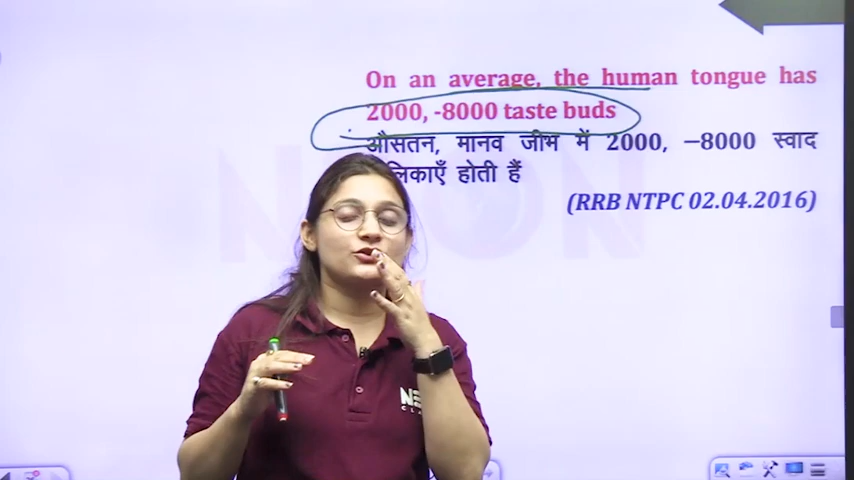 On an average, the human tongue has
2000, -8000 taste buds
औसतन, मानव जीभ में 2000, –8000 स्वाद
होती हैं
(RRB NTPC 02.04.2016)
NEON